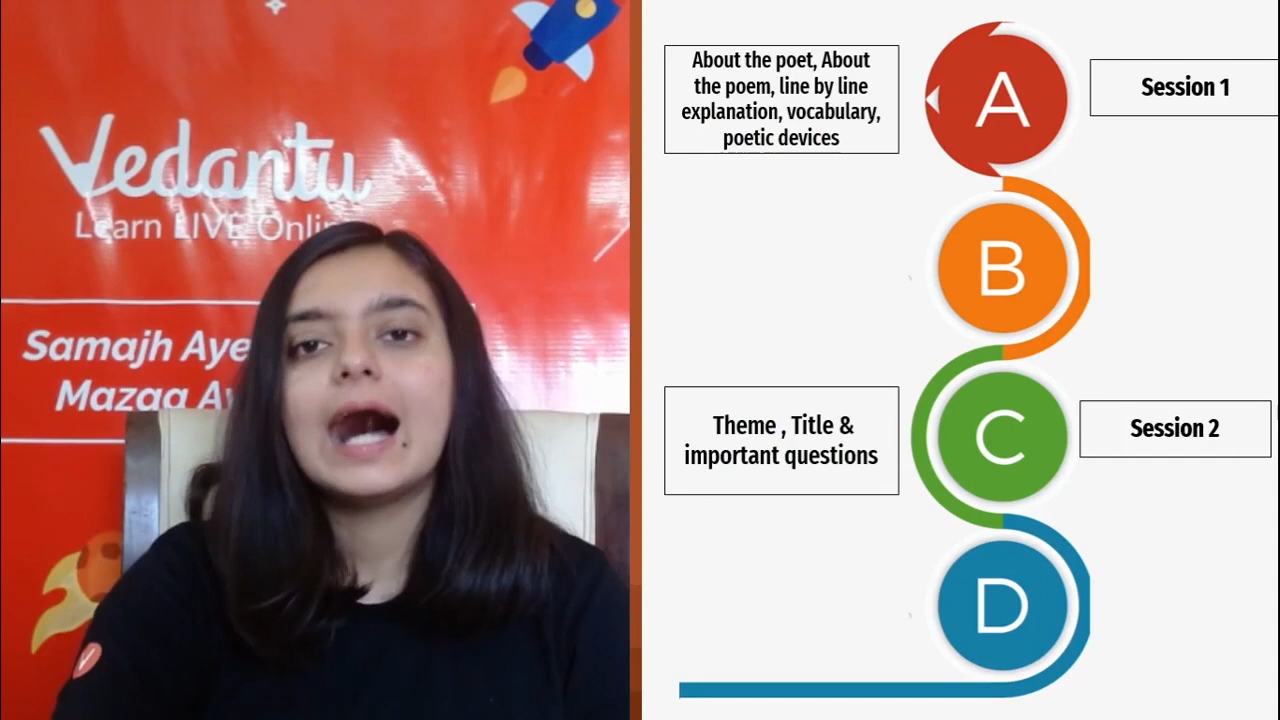 Vedantu
Learn LIVE
Samajh Aye
Mazaa
About the poet, About
the poem, line by line
explanation, vocabulary,
poetic devices
A
Session 1
B
Theme , Title &
important questions
C
Session 2
D